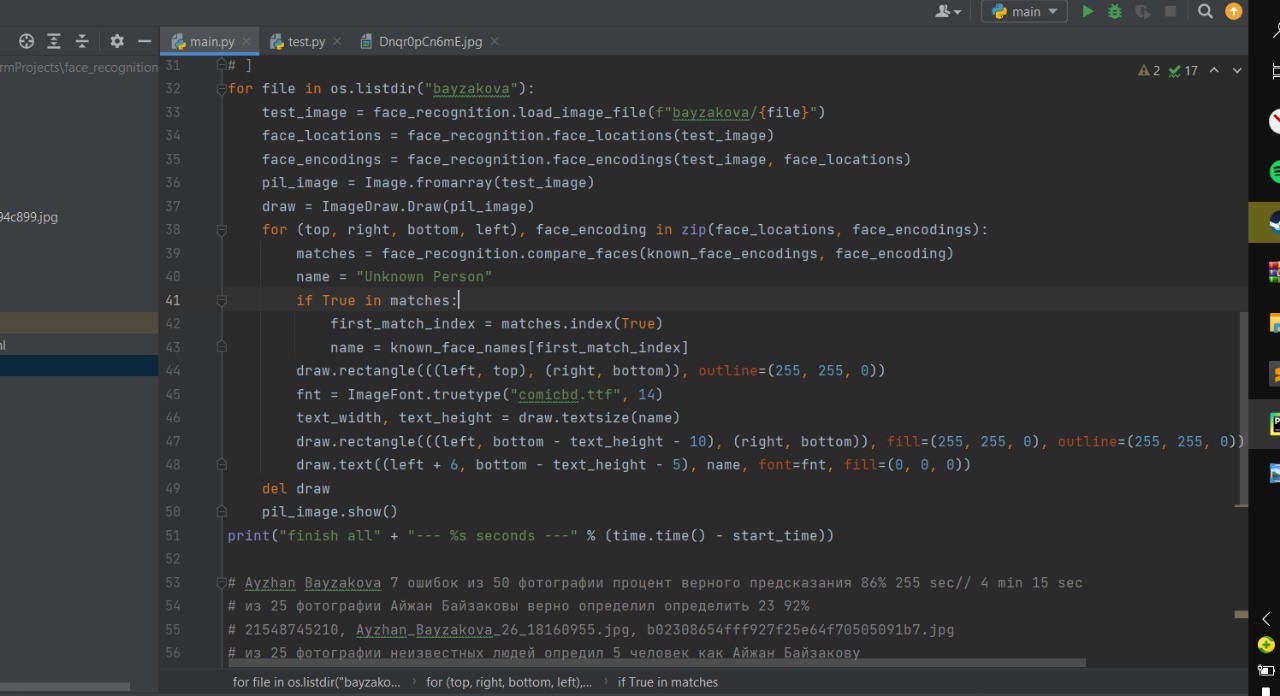 main
main.py
test.py
Dnqr0pCn6mE.jpg
rmProjects\face_recognition
94c899.jpg
2 17
31 # ]
32 for file in os.listdir("bayzakova"):
33 test_image = face_recognition.load_image_file(f"bayzakova/{file}")
34 face_locations = face_recognition.face_locations(test_image)
35 face_encodings = face_recognition.face_encodings(test_image, face_locations)
36 pil_image = Image.fromarray(test_image)
37 draw = ImageDraw.Draw(pil_image)
38 for (top, right, bottom, left), face_encoding in zip(face_locations, face_encodings):
39 matches = face_recognition.compare_faces(known_face_encodings, face_encoding)
40 name = "Unknown Person"
41 if True in matches:
42 first_match_index = matches.index(True)
43 name = known_face_names[first_match_index]
44 draw.rectangle(((left, top), (right, bottom)), outline=(255, 255, 0))
45 fnt = ImageFont.truetype("comicbd.ttf", 14)
46 text_width, text_height = draw.textsize(name)
47 draw.rectangle(((left, bottom - text_height - 10), (right, bottom)), fill=(255, 255, 0), outline=(255, 255, 0))
48 draw.text((left + 6, bottom - text_height - 5), name, font=fnt, fill=(0, 0, 0))
49 del draw
50 pil_image.show()
51 print("finish all" + "--- %s seconds ---" % (time.time() - start_time))
52
53 # Ayzhan Bayzakova 7 ошибок из 50 фотографии процент верного предсказания 86% 255 sec// 4 min 15 sec
54 # из 25 фотографии Айжан Байзаковы верно определил определить 23 92%
55 # 21548745210, Ayzhan_Bayzakova_26_18160955.jpg, b02308654fff927f25e64f70505091b7.jpg
56 # из 25 фотографии неизвестных людей опредил 5 человек как Айжан Байзакову
for file in os.listdir("bayzako... › for (top, right, bottom, left),... › if True in matches